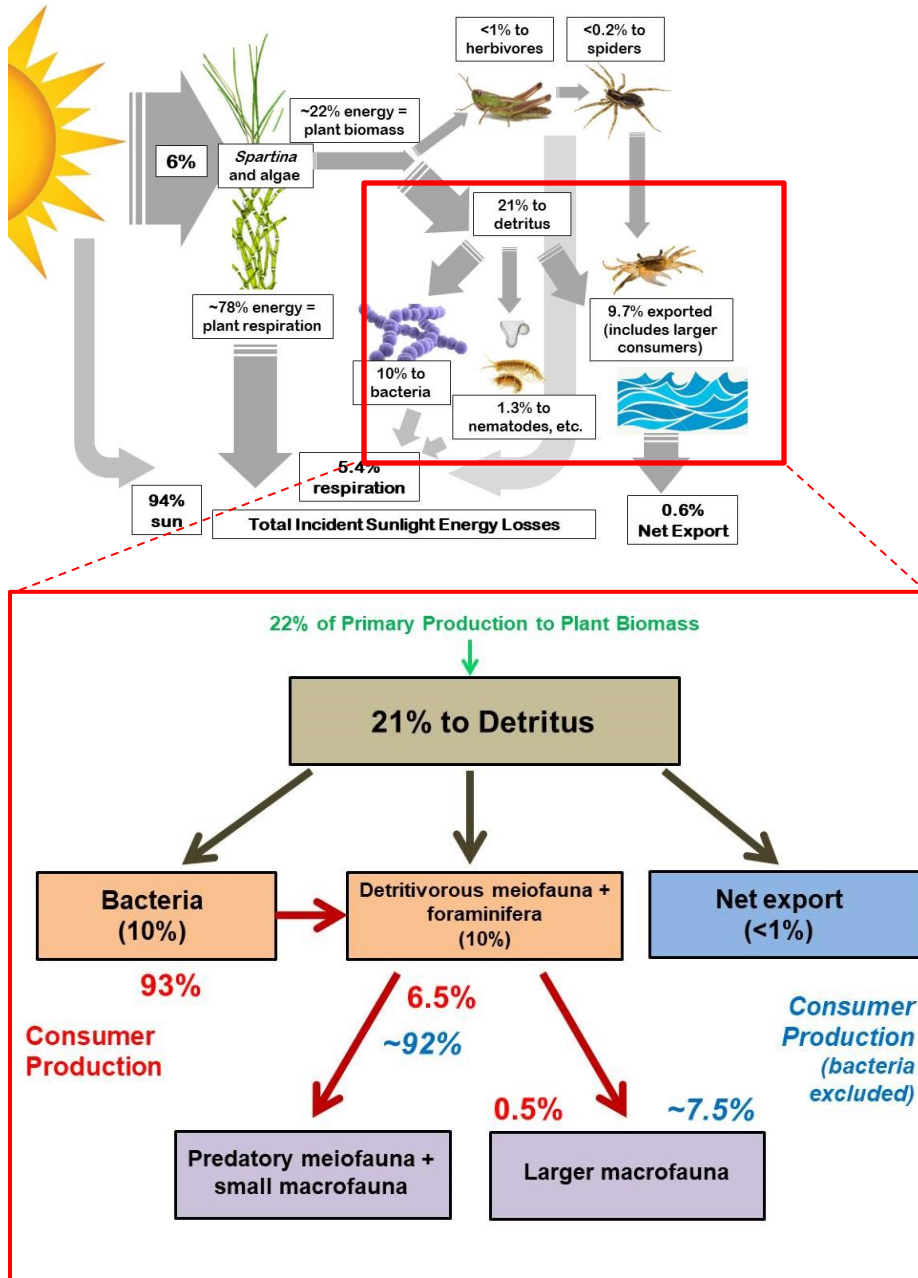 <1% to
herbivores
<0.2% to
spiders
~22% energy =
plant biomass
6%
Spartina
and algae
21% to
detritus
~78% energy =
plant respiration
9.7% exported
(includes larger
consumers)
10% to
bacteria
1.3% to
nematodes, etc.
5.4%
respiration
94%
sun
0.6%
Net Export
Total Incident Sunlight Energy Losses
22% of Primary Production to Plant Biomass
21% to Detritus
Bacteria
(10%)
Detritivorous meiofauna +
foraminifera
(10%)
Net export
(<1%)
93%
6.5%
~92%
Consumer
Production
Consumer
Production
(bacteria
excluded)
0.5%
~7.5%
Predatory meiofauna +
small macrofauna
Larger macrofauna